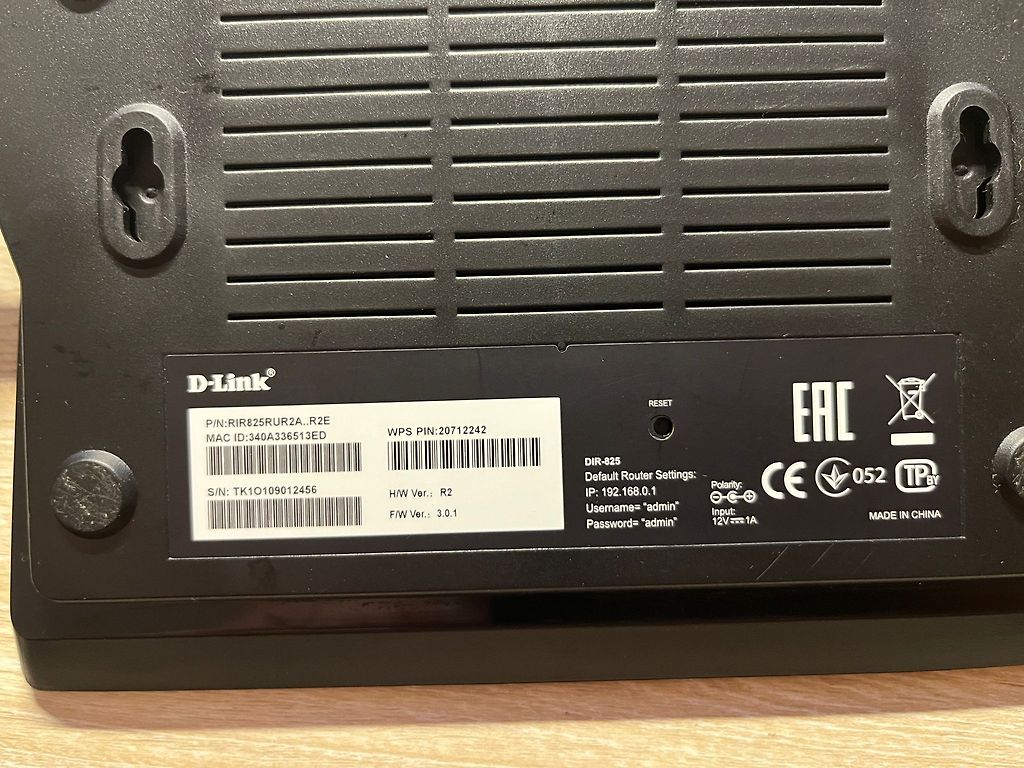 D-Link®
P/N:RIR825RUR2A..R2E
MAC ID:340A336513ED
S/N: TK1O109012456
WPS PIN:20712242
H/W Ver.: R2
F/W Ver.: 3.0.1
RESET
DIR-825
Default Router Settings:
IP: 192.168.0.1
Username= "admin"
Password= "admin"
Polarity:
Input:
12V⎓1A
EAC
CE
052
TP BY
MADE IN CHINA